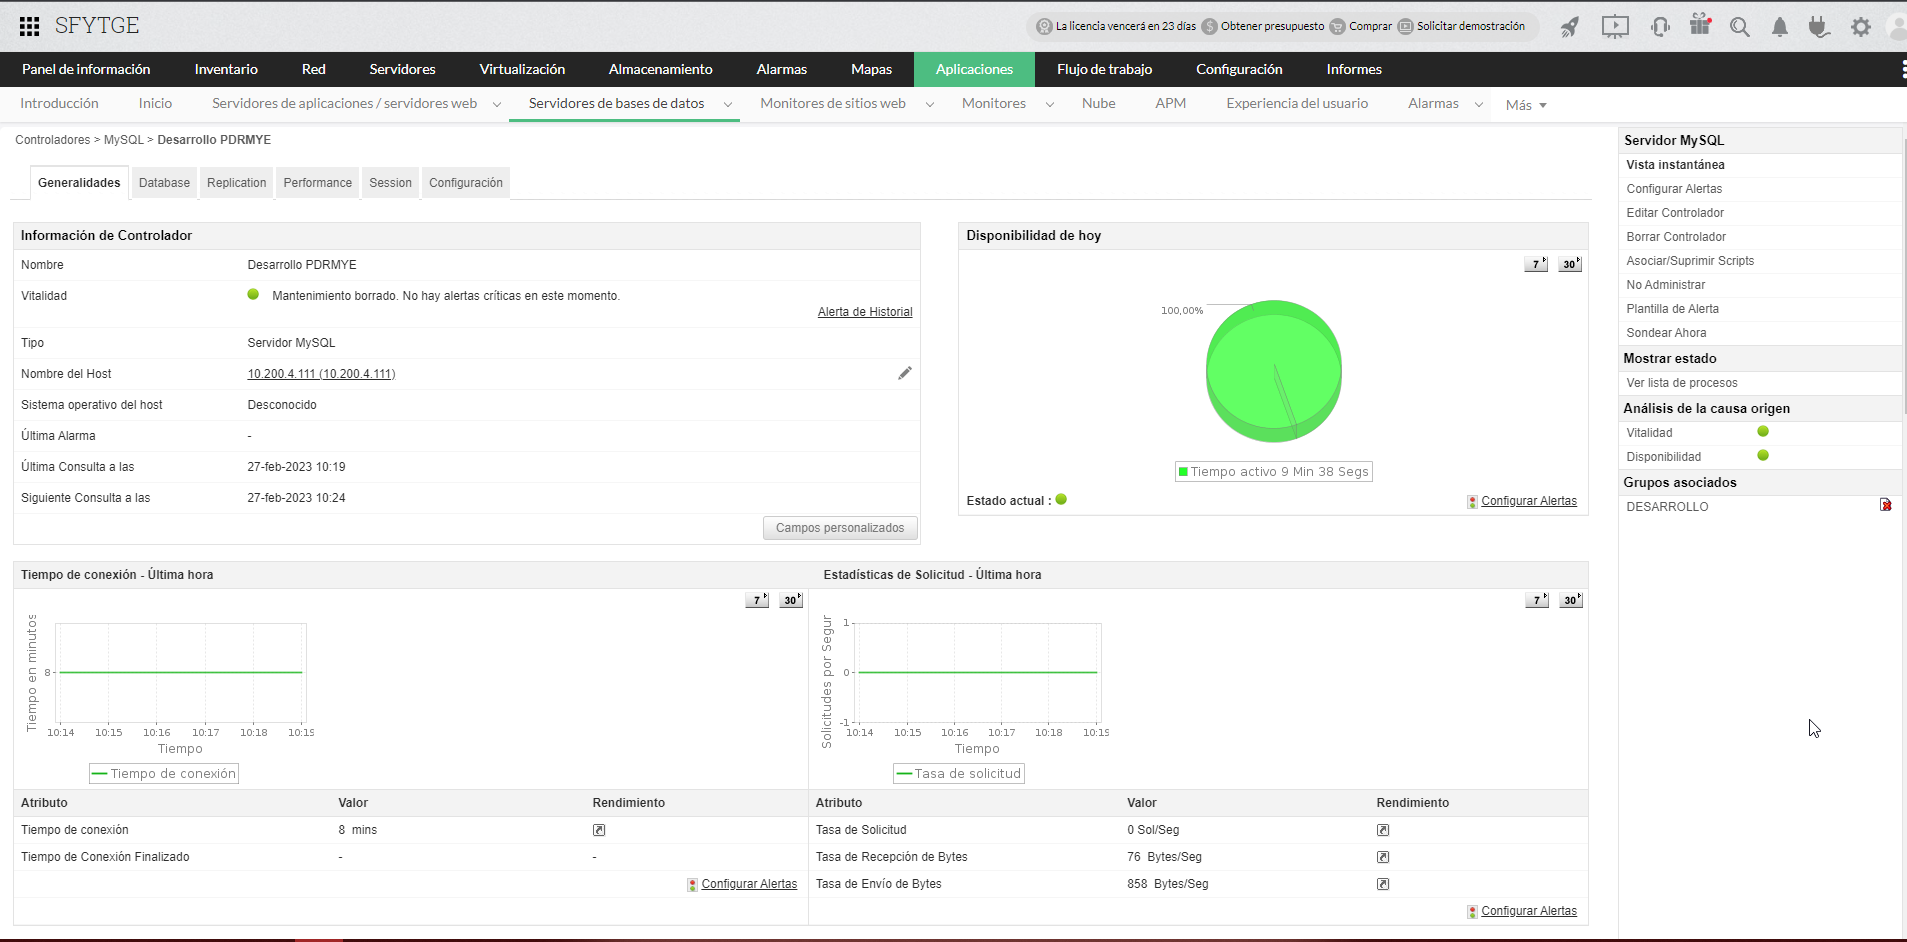 SFYTGE
La licencia vencerá en 23 días Obtener presupuesto Comprar Solicitar demostración
Panel de información Inventario Red Servidores Virtualización Almacenamiento Alarmas Mapas Aplicaciones Flujo de trabajo Configuración Informes
Introducción Inicio Servidores de aplicaciones / servidores web Servidores de bases de datos Monitores de sitios web Monitores Nube APM Experiencia del usuario Alarmas Más
Controladores > MySQL > Desarrollo PDRMYE
Generalidades Database Replication Performance Session Configuración
Información de Controlador
Nombre Desarrollo PDRMYE
Vitalidad Mantenimiento borrado. No hay alertas críticas en este momento.
Alerta de Historial
Tipo Servidor MySQL
Nombre del Host 10.200.4.111 (10.200.4.111)
Sistema operativo del host Desconocido
Última Alarma -
Última Consulta a las 27-feb-2023 10:19
Siguiente Consulta a las 27-feb-2023 10:24
Campos personalizados
Disponibilidad de hoy
7 30
100,00%
Tiempo activo 9 Min 38 Segs
Estado actual : Configurar Alertas
Tiempo de conexión - Última hora
7 30
Tiempo en minutos
8
10:14 10:15 10:16 10:17 10:18 10:19
Tiempo
Tiempo de conexión
Atributo Valor Rendimiento
Tiempo de conexión 8 mins
Tiempo de Conexión Finalizado - -
Configurar Alertas
Estadísticas de Solicitud - Última hora
7 30
Solicitudes por Segur
1
0
-1
10:14 10:15 10:16 10:17 10:18 10:19
Tiempo
Tasa de solicitud
Atributo Valor Rendimiento
Tasa de Solicitud 0 Sol/Seg
Tasa de Recepción de Bytes 76 Bytes/Seg
Tasa de Envío de Bytes 858 Bytes/Seg
Configurar Alertas
Servidor MySQL
Vista instantánea
Configurar Alertas
Editar Controlador
Borrar Controlador
Asociar/Suprimir Scripts
No Administrar
Plantilla de Alerta
Sondear Ahora
Mostrar estado
Ver lista de procesos
Análisis de la causa origen
Vitalidad
Disponibilidad
Grupos asociados
DESARROLLO